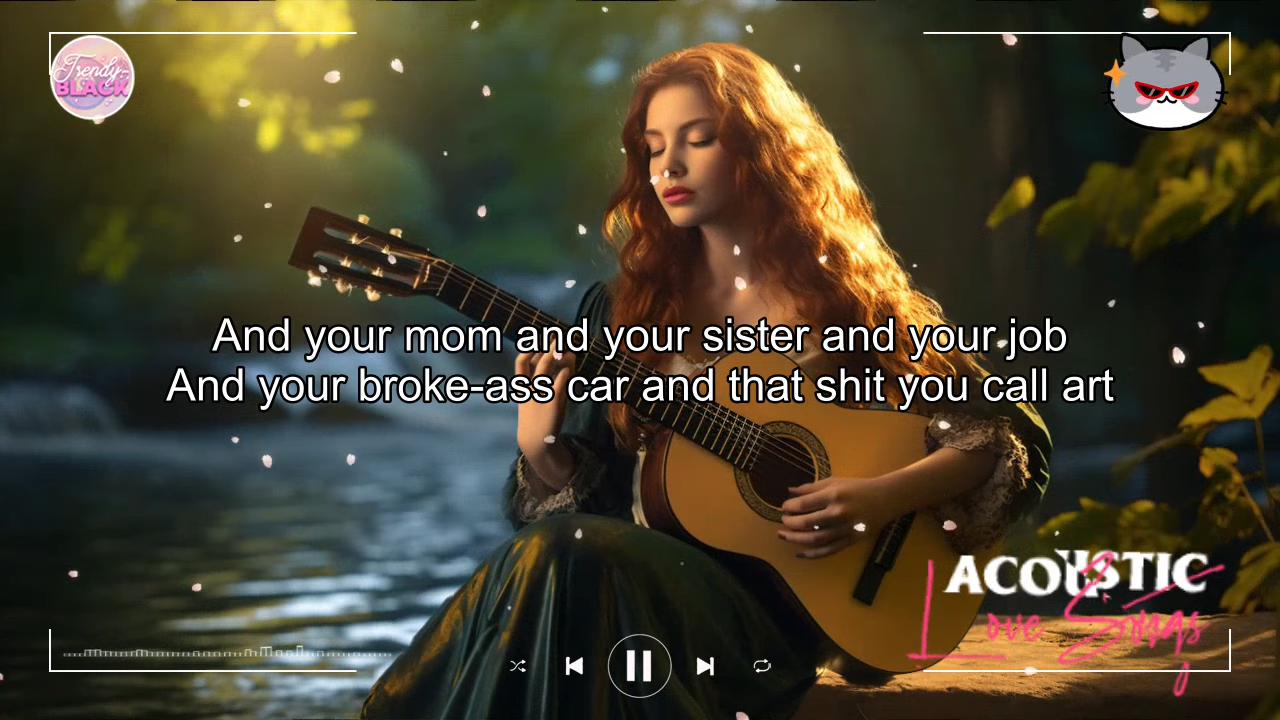 Trendy
BLACK
And your mom and your sister and your job
And your broke-ass car and that shit you call art
ACOUSTIC
Love Songs